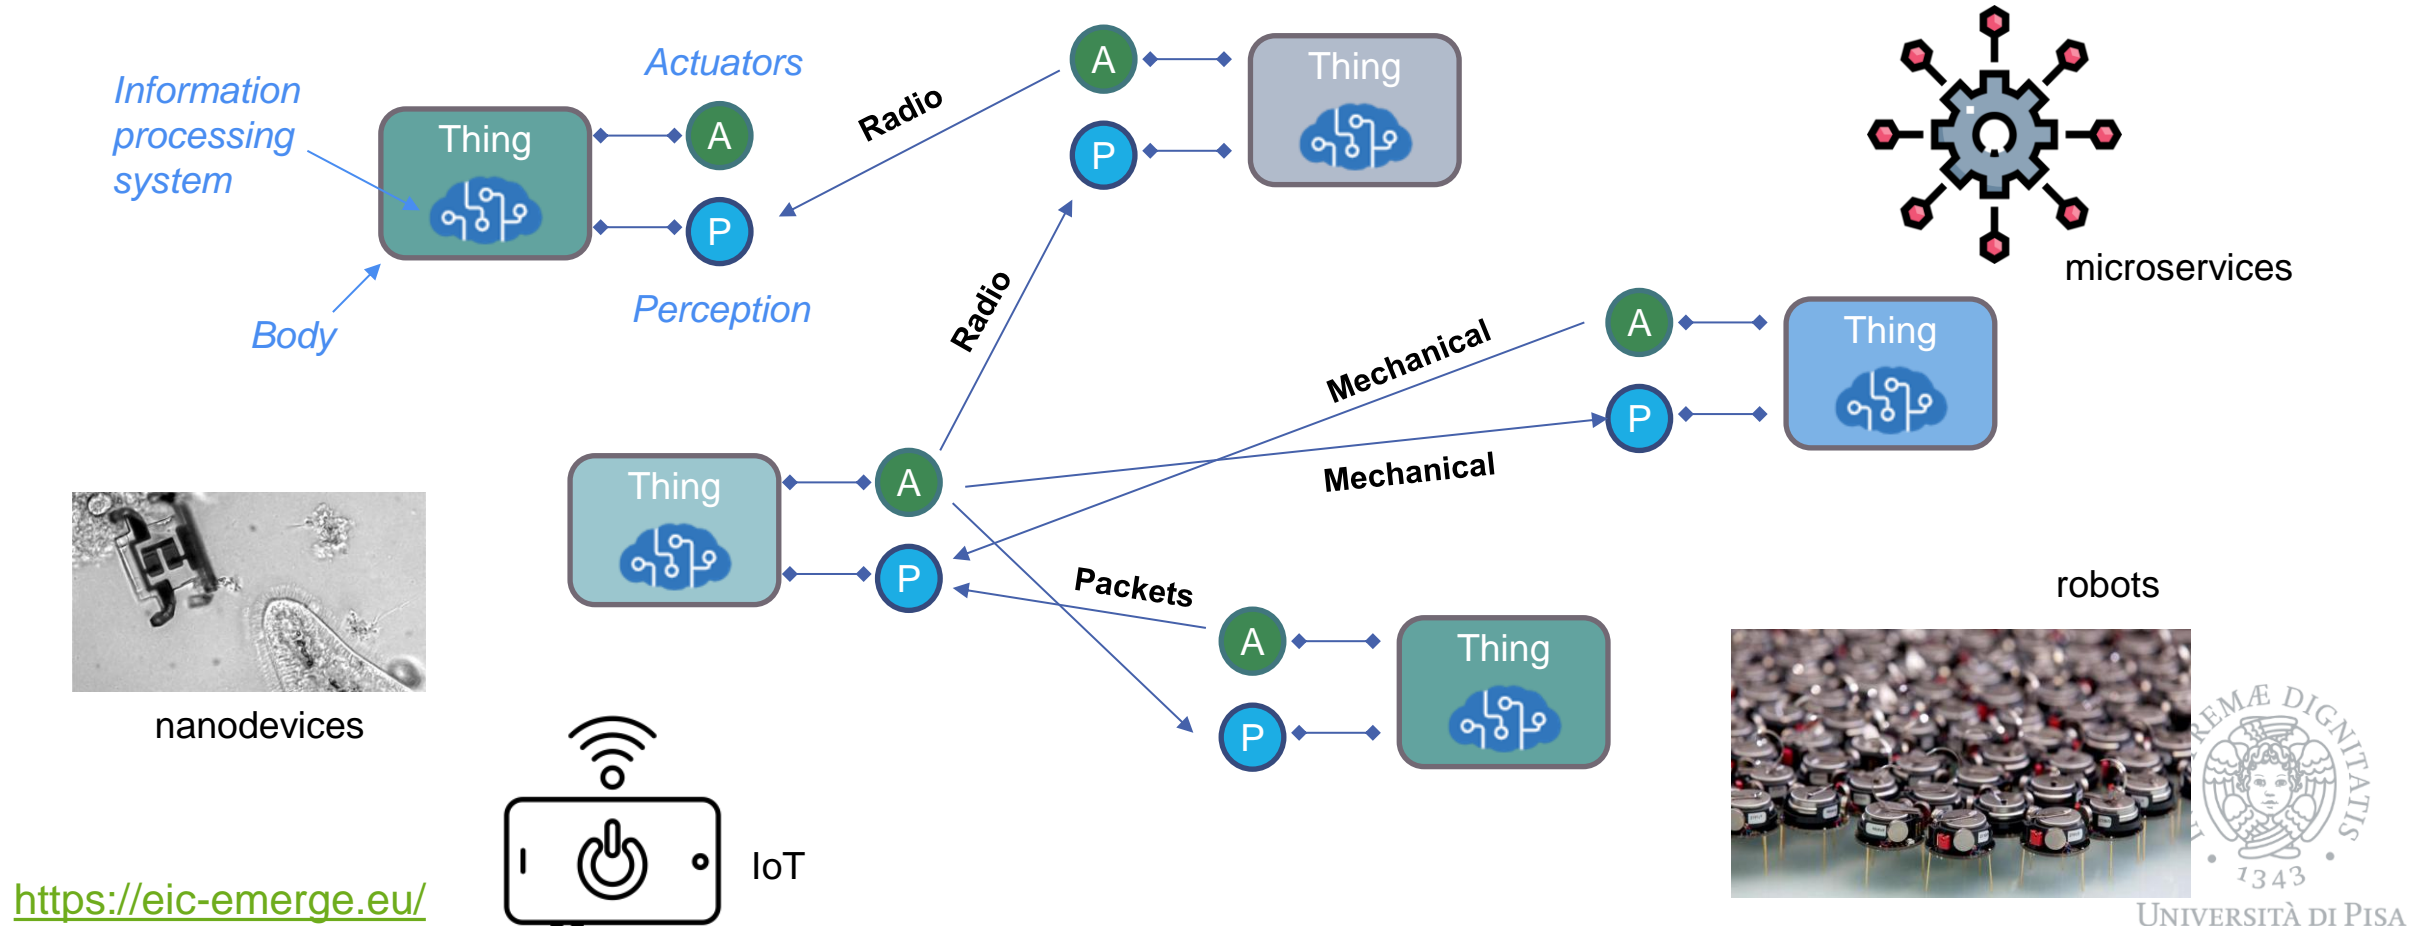 Information
processing
system
Actuators
Thing
A
P
Perception
Body
Radio
A
P
Thing
microservices
Radio
Mechanical
Mechanical
A
P
Thing
Thing
A
P
Packets
A
P
Thing
robots
nanodevices
IoT
https://eic-emerge.eu/
1343
UNIVERSITÀ DI PISA